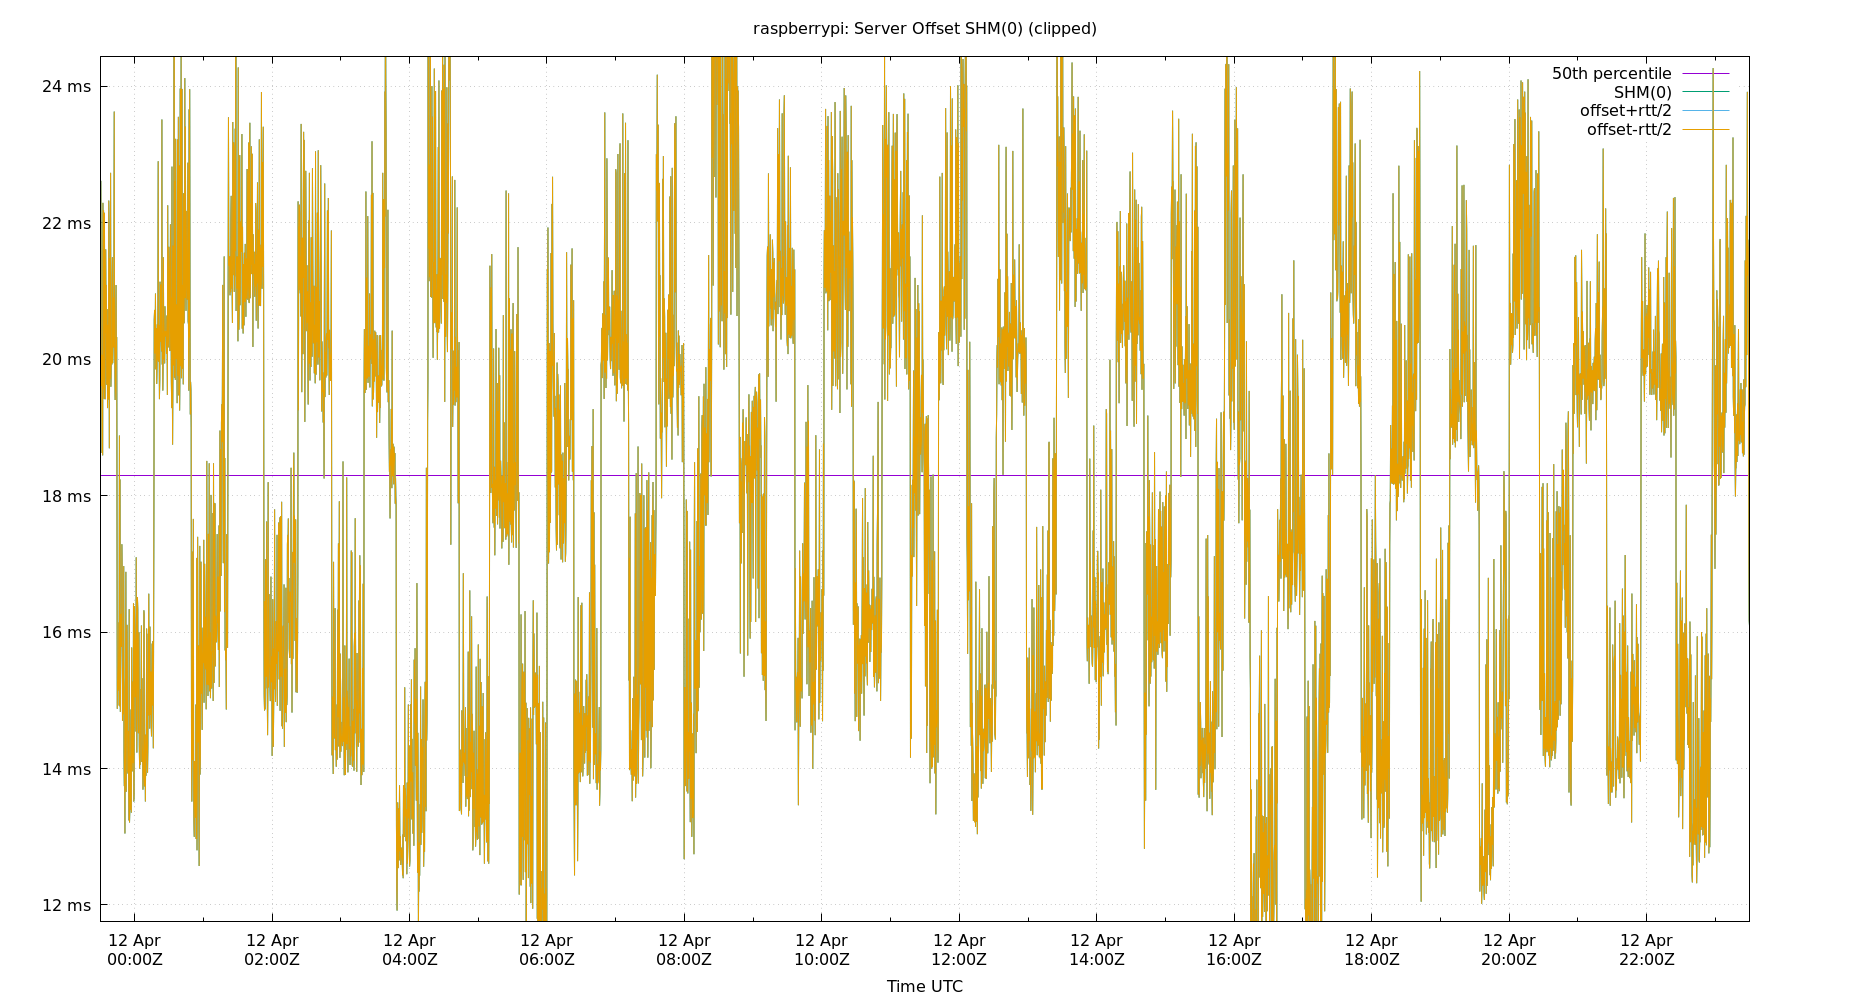 raspberrypi: Server Offset SHM(0) (clipped)
50th percentile
SHM(0)
offset+rtt/2
offset-rtt/2
24 ms
22 ms
20 ms
18 ms
16 ms
14 ms
12 ms
12 Apr 12 Apr 12 Apr 12 Apr 12 Apr 12 Apr 12 Apr 12 Apr 12 Apr 12 Apr 12 Apr 12 Apr
00:00Z 02:00Z 04:00Z 06:00Z 08:00Z 10:00Z 12:00Z 14:00Z 16:00Z 18:00Z 20:00Z 22:00Z
Time UTC